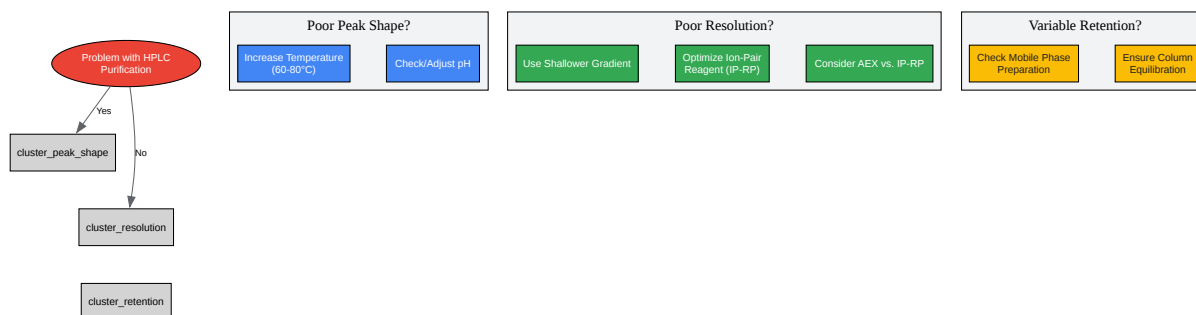 Problem with HPLC
Purification
Yes
No
cluster_peak_shape
cluster_resolution
cluster_retention
Poor Peak Shape?
Increase Temperature
(60-80°C)
Check/Adjust pH
Poor Resolution?
Use Shallower Gradient
Optimize Ion-Pair
Reagent (IP-RP)
Consider AEX vs. IP-RP
Variable Retention?
Check Mobile Phase
Preparation
Ensure Column
Equilibration